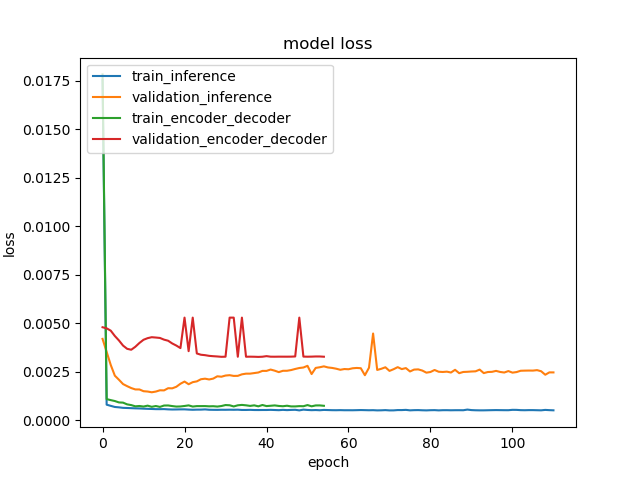 model loss
train_inference
validation_inference
train_encoder_decoder
validation_encoder_decoder
0.0175
0.0150
0.0125
0.0100
0.0075
0.0050
0.0025
0.0000
loss
0 20 40 60 80 100
epoch